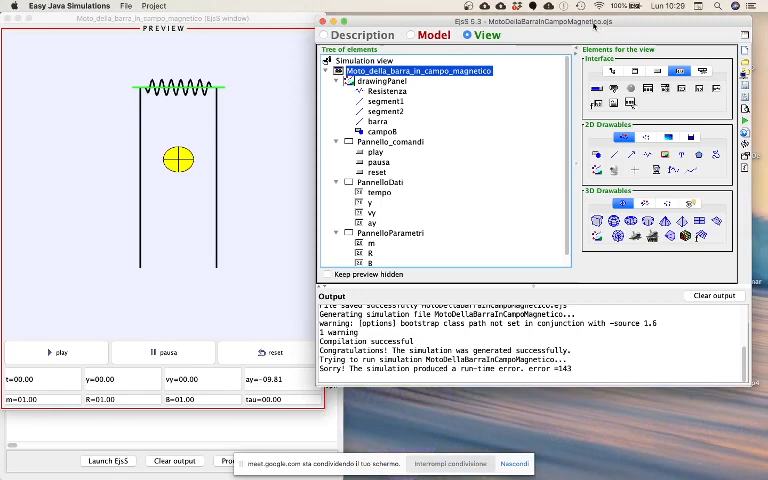 Easy Java Simulations File Project 100% Lun 10:29
Moto_della_barra_in_campo_magnetico (EjsS window)
PREVIEW
play pausa reset
t=00.00 y=00.00 vy=00.00 ay=-09.81
m=01.00 R=01.00 B=01.00 tau=00.00
Launch EjsS Clear output
EjsS 5.3 - MotoDellaBarraInCampoMagnetico.ejs
Description Model View
Tree of elements
Simulation view
Moto_della_barra_in_campo_magnetico
drawingPanel
Resistenza
segment1
segment2
barra
campoB
Pannello_comandi
play
pausa
reset
PannelloDati
tempo
y
vy
ay
PannelloParametri
m
R
B
Keep preview hidden
Elements for the view
Interface
2D Drawables
3D Drawables
Output Clear output
File saved successfully MotoDellaBarraInCampoMagnetico.ejs
Generating simulation file MotoDellaBarraInCampoMagnetico...
warning: [options] bootstrap class path not set in conjunction with -source 1.6
1 warning
Compilation successful
Congratulations! The simulation was generated successfully.
Trying to run simulation MotoDellaBarraInCampoMagnetico...
Sorry! The simulation produced a run-time error. error =143
meet.google.com sta condividendo il tuo schermo. Interrompi condivisione Nascondi